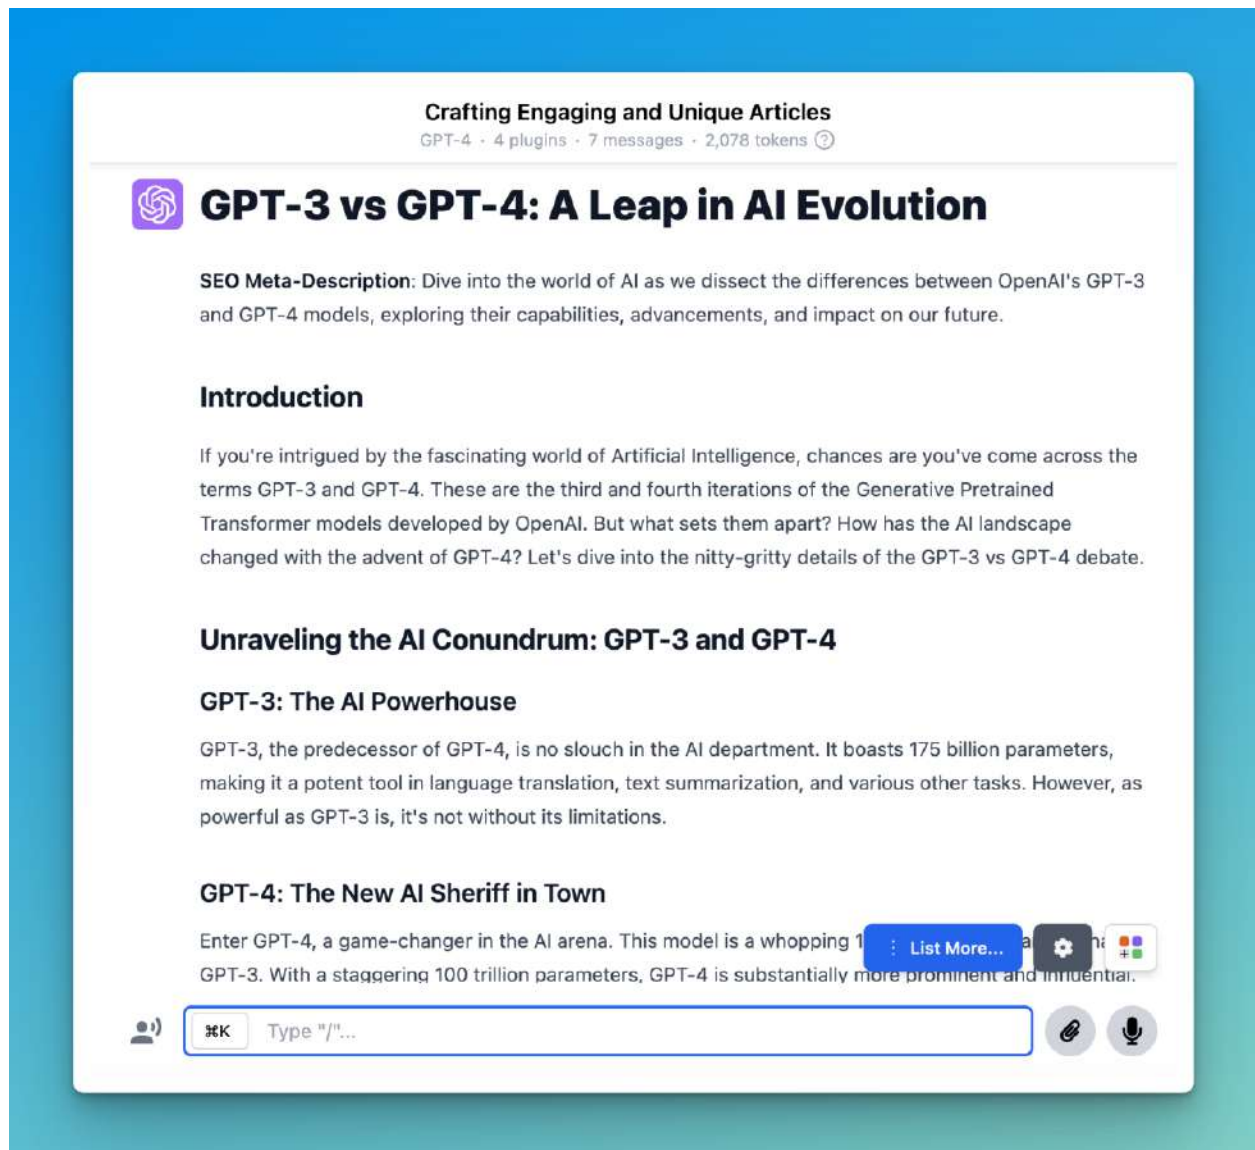 Crafting Engaging and Unique Articles
GPT-4 · 4 plugins · 7 messages · 2,078 tokens ?
GPT-3 vs GPT-4: A Leap in AI Evolution
SEO Meta-Description: Dive into the world of AI as we dissect the differences between OpenAI's GPT-3
and GPT-4 models, exploring their capabilities, advancements, and impact on our future.
Introduction
If you're intrigued by the fascinating world of Artificial Intelligence, chances are you've come across the
terms GPT-3 and GPT-4. These are the third and fourth iterations of the Generative Pretrained
Transformer models developed by OpenAI. But what sets them apart? How has the AI landscape
changed with the advent of GPT-4? Let's dive into the nitty-gritty details of the GPT-3 vs GPT-4 debate.
Unraveling the AI Conundrum: GPT-3 and GPT-4
GPT-3: The AI Powerhouse
GPT-3, the predecessor of GPT-4, is no slouch in the AI department. It boasts 175 billion parameters,
making it a potent tool in language translation, text summarization, and various other tasks. However, as
powerful as GPT-3 is, it's not without its limitations.
GPT-4: The New AI Sheriff in Town
Enter GPT-4, a game-changer in the AI arena. This model is a whopping
List More...
GPT-3. With a staggering 100 trillion parameters, GPT-4 is substantially more prominent and influential.
⌘K Type "/"...